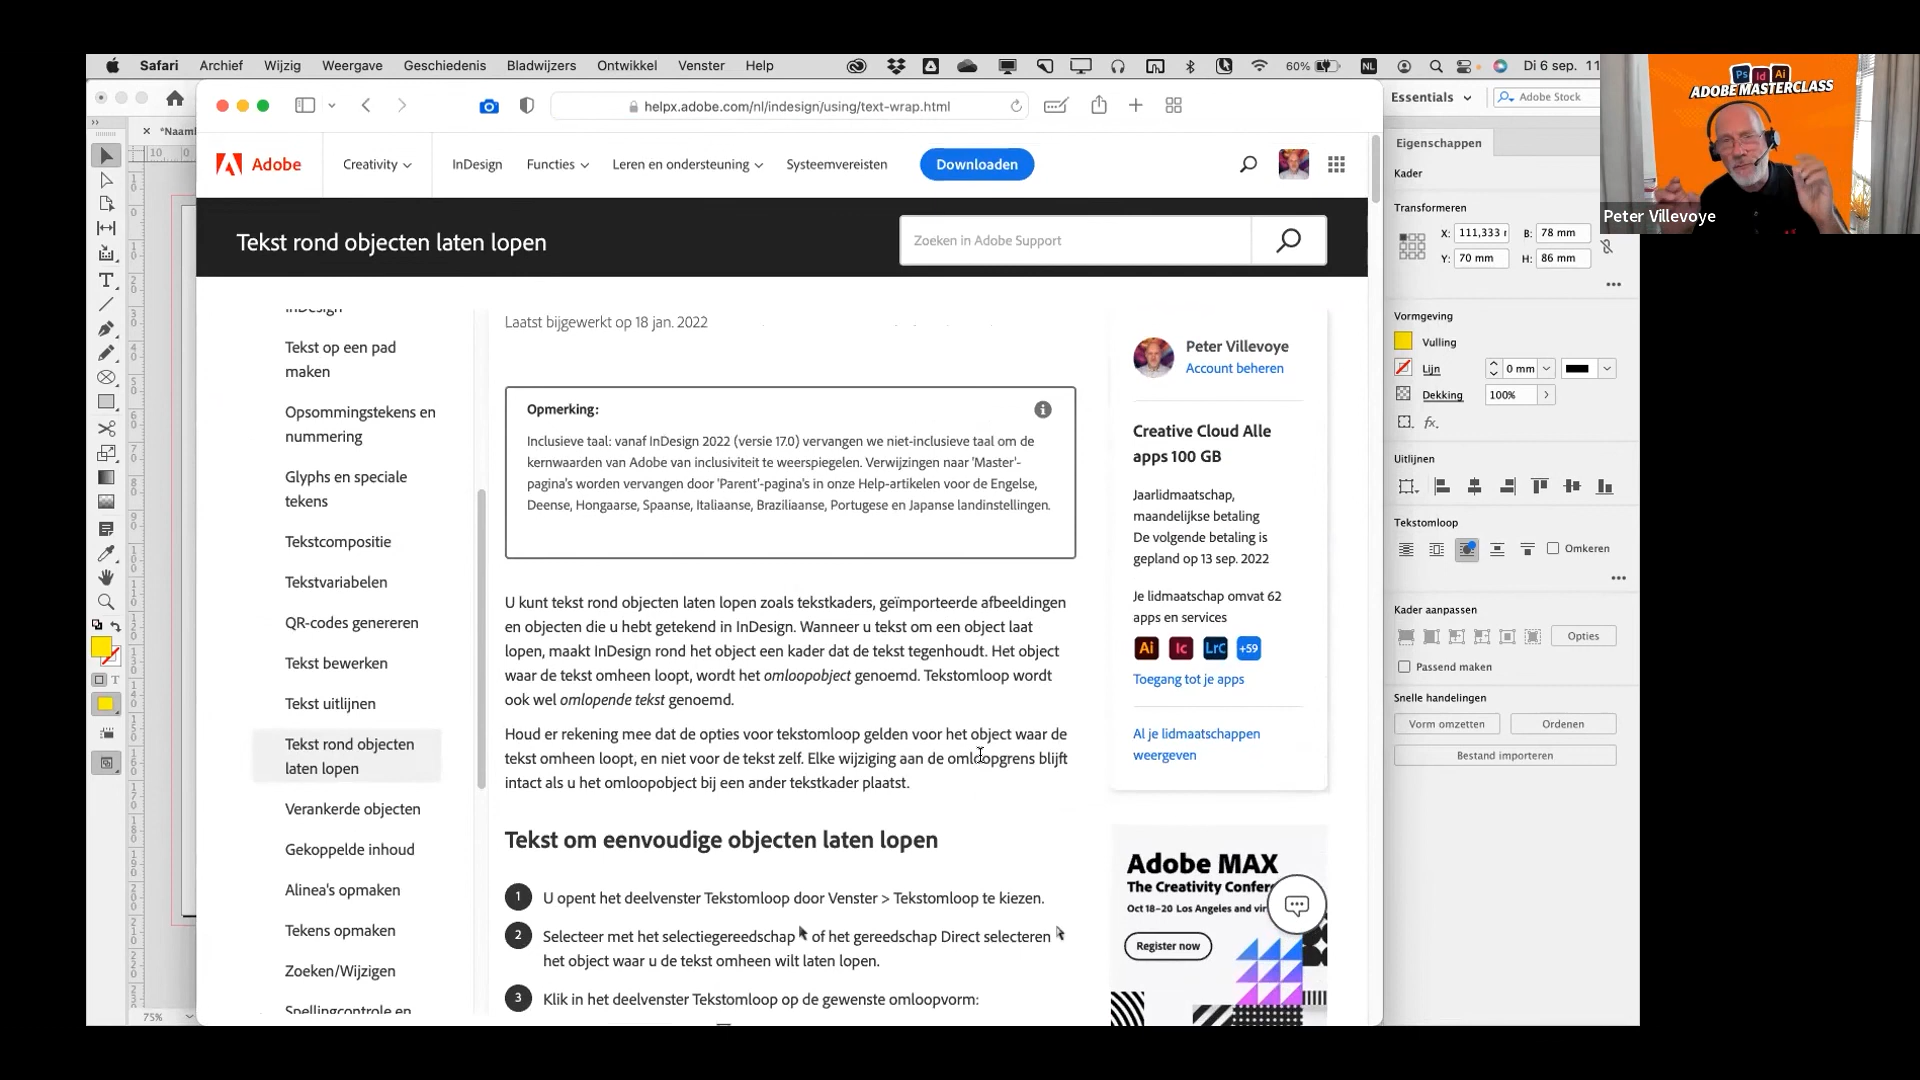 Safari Archief Wijzig Weergave Geschiedenis Bladwijzers Ontwikkel Venster Help 60% NL Di 6 sep. 11
helpx.adobe.com/nl/indesign/using/text-wrap.html
Essentials Adobe Stock
Ps Id Ai
ADOBE MASTERCLASS
Peter Villevoye
Adobe Creativity InDesign Functies Leren en ondersteuning Systeemvereisten Downloaden
Tekst rond objecten laten lopen
Zoeken in Adobe Support
InDesign
Tekst op een pad
maken
Opsommingstekens en
nummering
Glyphs en speciale
tekens
Tekstcompositie
Tekstvariabelen
QR-codes genereren
Tekst bewerken
Tekst uitlijnen
Tekst rond objecten
laten lopen
Verankerde objecten
Gekoppelde inhoud
Alinea's opmaken
Tekens opmaken
Zoeken/Wijzigen
Spellingcontrole en
Laatst bijgewerkt op 18 jan. 2022
Opmerking:
Inclusieve taal: vanaf InDesign 2022 (versie 17.0) vervangen we niet-inclusieve taal om de
kernwaarden van Adobe van inclusiviteit te weerspiegelen. Verwijzingen naar 'Master'-
pagina's worden vervangen door 'Parent'-pagina's in onze Help-artikelen voor de Engelse,
Deense, Hongaarse, Spaanse, Italiaanse, Braziliaanse, Portugese en Japanse landinstellingen.
U kunt tekst rond objecten laten lopen zoals tekstkaders, geïmporteerde afbeeldingen
en objecten die u hebt getekend in InDesign. Wanneer u tekst om een object laat
lopen, maakt InDesign rond het object een kader dat de tekst tegenhoudt. Het object
waar de tekst omheen loopt, wordt het omloopobject genoemd. Tekstomloop wordt
ook wel omlopende tekst genoemd.
Houd er rekening mee dat de opties voor tekstomloop gelden voor het object waar de
tekst omheen loopt, en niet voor de tekst zelf. Elke wijziging aan de omloopgrens blijft
intact als u het omloopobject bij een ander tekstkader plaatst.
Tekst om eenvoudige objecten laten lopen
1 U opent het deelvenster Tekstomloop door Venster > Tekstomloop te kiezen.
2 Selecteer met het selectiegereedschap of het gereedschap Direct selecteren
het object waar u de tekst omheen wilt laten lopen.
3 Klik in het deelvenster Tekstomloop op de gewenste omloopvorm:
Peter Villevoye
Account beheren
Creative Cloud Alle
apps 100 GB
Jaarlidmaatschap,
maandelijkse betaling
De volgende betaling is
gepland op 13 sep. 2022
Je lidmaatschap omvat 62
apps en services
Ai Ic LrC +59
Toegang tot je apps
Al je lidmaatschappen
weergeven
Adobe MAX
The Creativity Confer
Oct 18–20 Los Angeles and vir
Register now
Eigenschappen
Kader
Transformeren
X: 111,333 B: 78 mm
Y: 70 mm H: 86 mm
Vormgeving
Vulling
Lijn 0 mm
Dekking 100%
fx.
Uitlijnen
Tekstomloop
Omkeren
Kader aanpassen
Opties
Passend maken
Snelle handelingen
Vorm omzetten Ordenen
Bestand importeren
75%